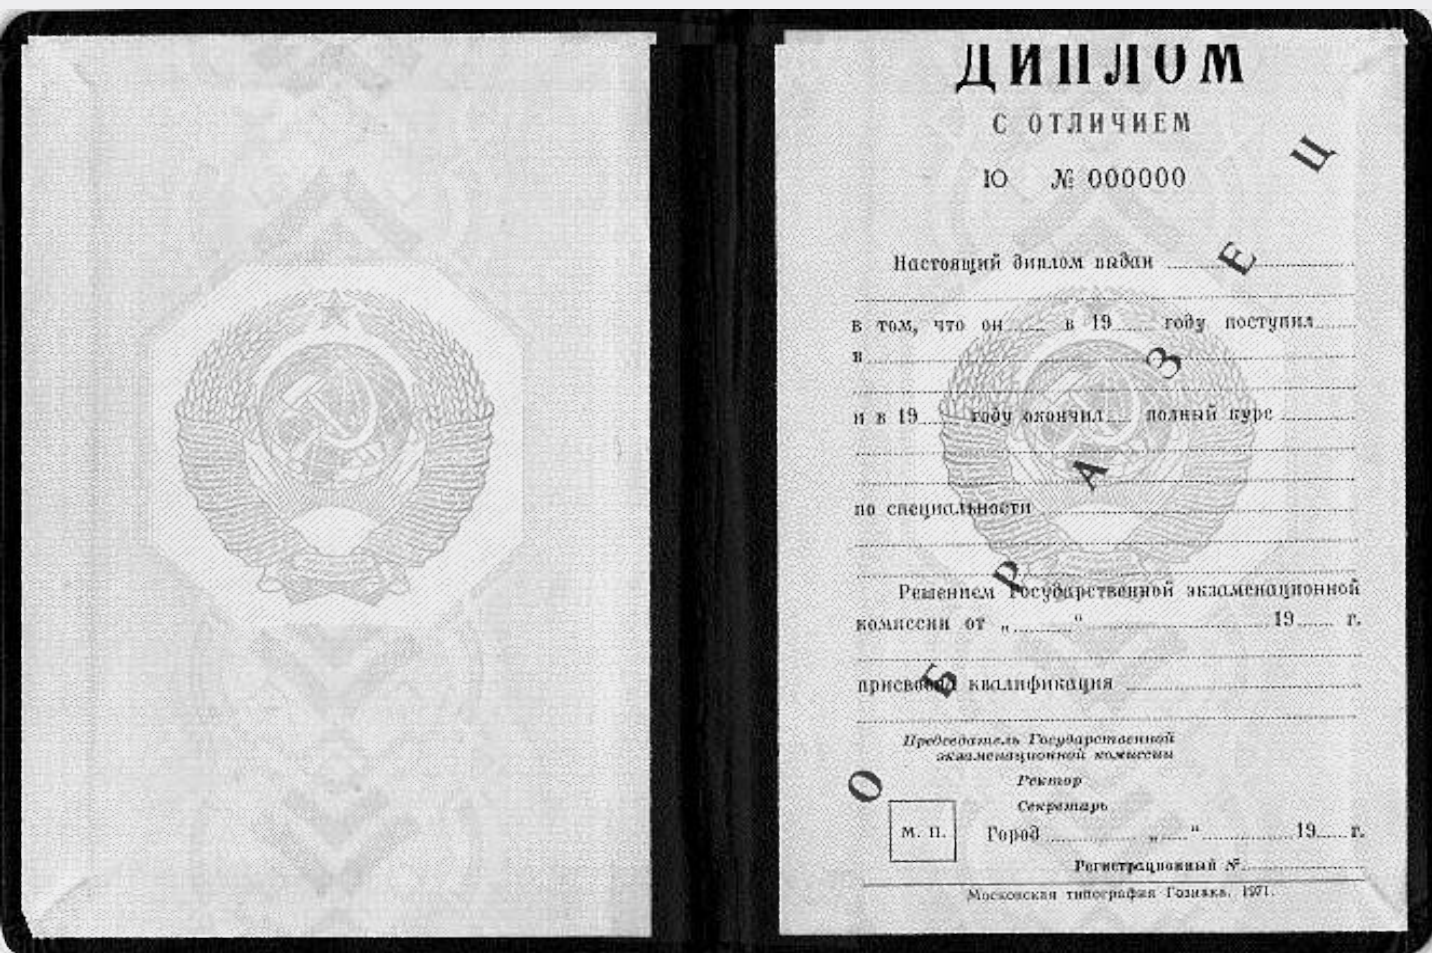 ДИПЛОМ
С ОТЛИЧИЕМ
Ю № 000000
Настоящий диплом выдан
в том, что он в 19 году поступил
в
и в 19 году окончил полный курс
по специальности
Решением Государственной экзаменационной
комиссии от „ “ 19 г.
присвоена квалификация
Председатель Государственной
экзаменационной комиссии
Ректор
Секретарь
М. П.
Город „ “ 19 г.
Регистрационный №
Московская типография Гознака. 1971.
ОБРАЗЕЦ